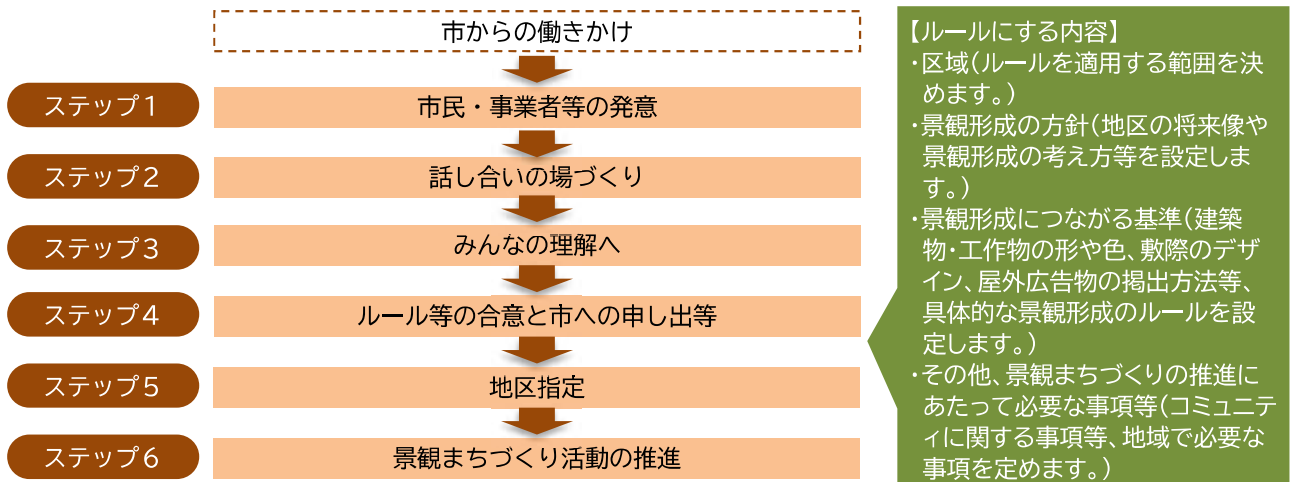 市からの働きかけ
ステップ1
市民・事業者等の発意
ステップ2
話し合いの場づくり
ステップ3
みんなの理解へ
ステップ4
ルール等の合意と市への申し出等
ステップ5
地区指定
ステップ6
景観まちづくり活動の推進
【ルールにする内容】
・区域(ルールを適用する範囲を決
めます。)
・景観形成の方針(地区の将来像や
景観形成の考え方等を設定しま
す。)
・景観形成につながる基準(建築
物・工作物の形や色、敷際のデザ
イン、屋外広告物の掲出方法等、
具体的な景観形成のルールを設
定します。)
・その他、景観まちづくりの推進に
あたって必要な事項等(コミュニテ
ィに関する事項等、地域で必要な
事項を定めます。)